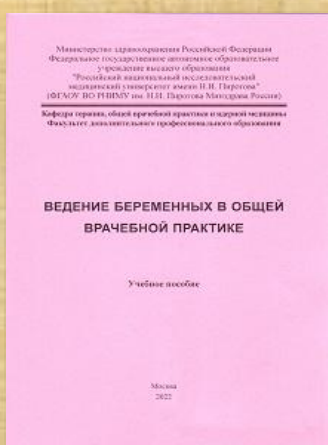 Министерство здравоохранения Российской Федерации
Федеральное государственное автономное образовательное
учреждение высшего образования
"Российский национальный исследовательский
медицинский университет имени Н.И. Пирогова"
(ФГАОУ ВО РНИМУ им. Н.И. Пирогова Минздрава России)
Кафедра терапии, общей врачебной практики и ядерной медицины
Факультет дополнительного профессионального образования
ВЕДЕНИЕ БЕРЕМЕННЫХ В ОБЩЕЙ
ВРАЧЕБНОЙ ПРАКТИКЕ
Учебное пособие
Москва
2022